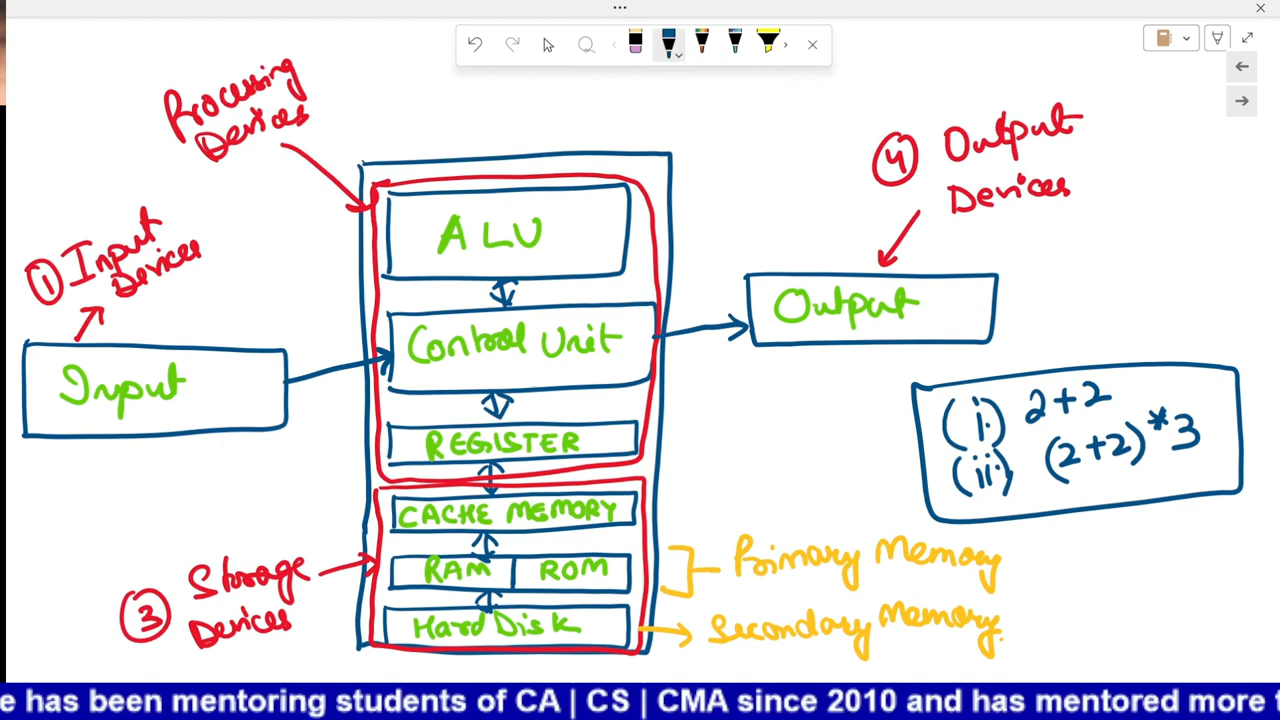 Processing
Devices
① Input
Devices
Input
ALU
Control Unit
REGISTER
CACHE MEMORY
RAM
ROM
Hard Disk
③ Storage
Devices
④ Output
Devices
Output
(i) 2+2
(ii) (2+2)*3
Primary Memory
Secondary Memory.
e has been mentoring students of CA | CS | CMA since 2010 and has mentored more